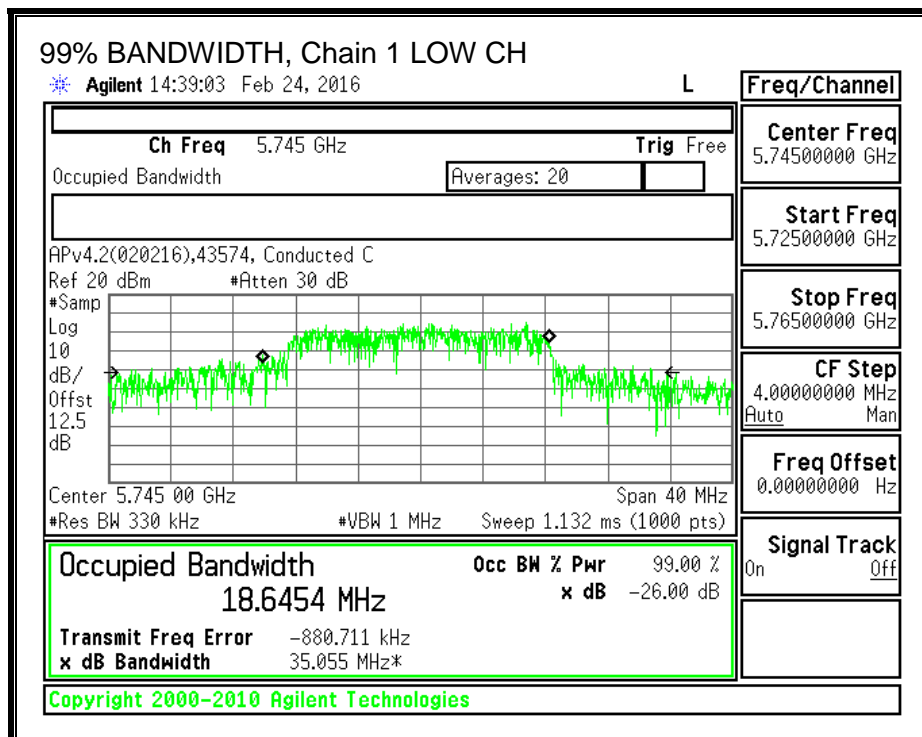 99% BANDWIDTH, Chain 1 LOW CH
Agilent 14:39:03 Feb 24, 2016 L
Freq/Channel
Ch Freq 5.745 GHz Trig Free
Occupied Bandwidth Averages: 20
APv4.2(020216),43574, Conducted C
Ref 20 dBm #Atten 30 dB
#Samp
Log
10
dB/
Offst
12.5
dB
Center 5.745 00 GHz Span 40 MHz
#Res BW 330 kHz #VBW 1 MHz Sweep 1.132 ms (1000 pts)
Occupied Bandwidth Occ BW % Pwr 99.00 %
18.6454 MHz x dB -26.00 dB
Transmit Freq Error -880.711 kHz
x dB Bandwidth 35.055 MHz*
Copyright 2000-2010 Agilent Technologies
Center Freq
5.74500000 GHz
Start Freq
5.72500000 GHz
Stop Freq
5.76500000 GHz
CF Step
4.00000000 MHz
Auto Man
Freq Offset
0.00000000 Hz
Signal Track
On Off